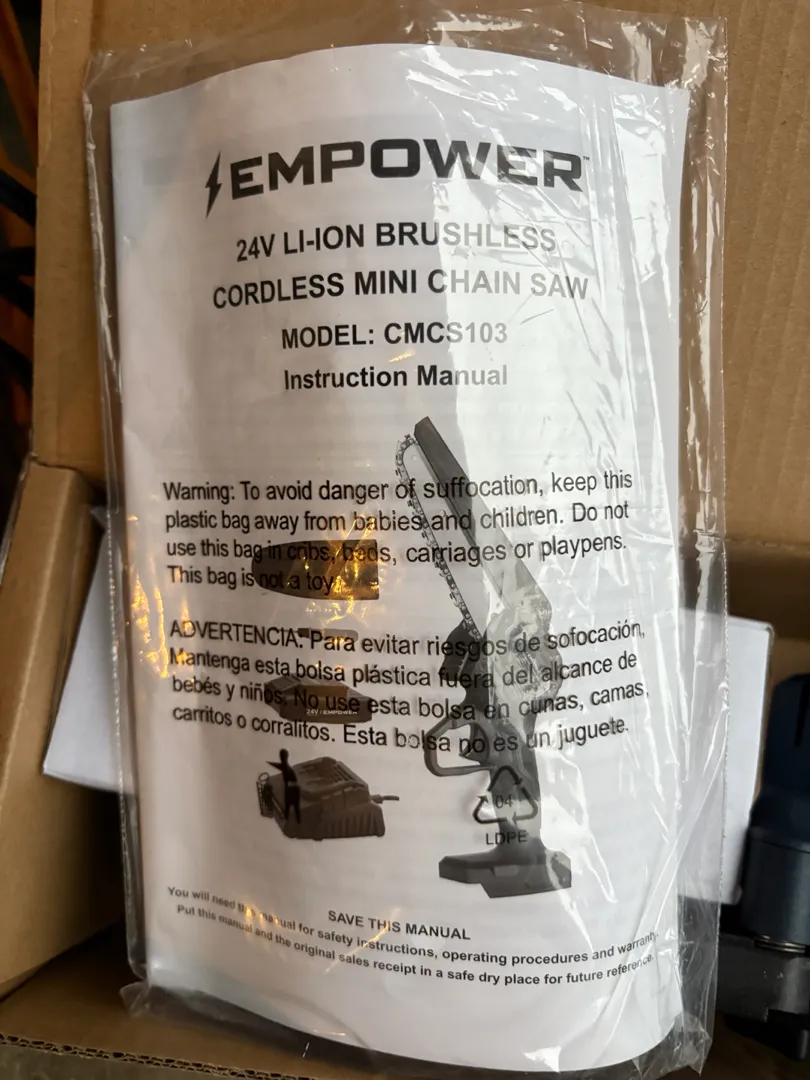 EMPOWER™
24V LI-ION BRUSHLESS
CORDLESS MINI CHAIN SAW
MODEL: CMCS103
Instruction Manual
Warning: To avoid danger of suffocation, keep this
plastic bag away from babies and children. Do not
use this bag in cribs, beds, carriages or playpens.
This bag is not a toy.
ADVERTENCIA: Para evitar riesgos de sofocación,
Mantenga esta bolsa plástica fuera del alcance de
bebés y niños. No use esta bolsa en cunas, camas,
carritos o corralitos. Esta bolsa no es un juguete.
24V / EMPOWER
04
LDPE
SAVE THIS MANUAL
You will need this manual for safety instructions, operating procedures and warranty.
Put this manual and the original sales receipt in a safe dry place for future reference.